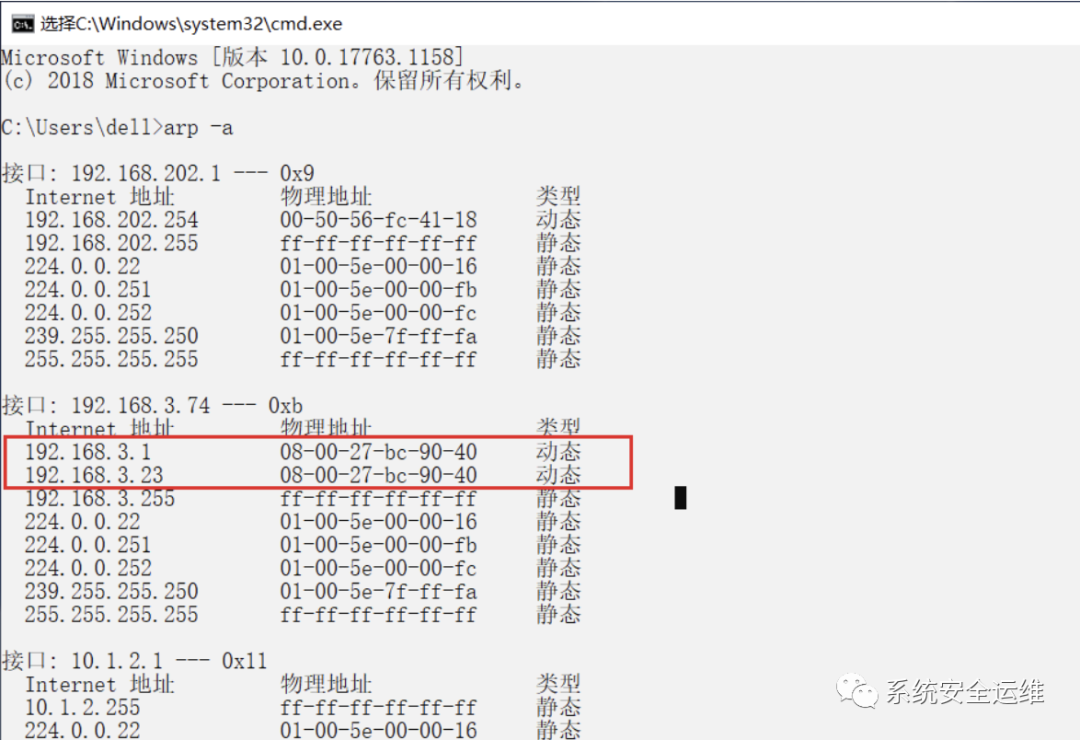 选择C:\Windows\system32\cmd.exe
Microsoft Windows [版本 10.0.17763.1158]
(c) 2018 Microsoft Corporation。保留所有权利。
C:\Users\dell>arp -a
接口: 192.168.202.1 --- 0x9
Internet 地址 物理地址 类型
192.168.202.254 00-50-56-fc-41-18 动态
192.168.202.255 ff-ff-ff-ff-ff-ff 静态
224.0.0.22 01-00-5e-00-00-16 静态
224.0.0.251 01-00-5e-00-00-fb 静态
224.0.0.252 01-00-5e-00-00-fc 静态
239.255.255.250 01-00-5e-7f-ff-fa 静态
255.255.255.255 ff-ff-ff-ff-ff-ff 静态
接口: 192.168.3.74 --- 0xb
Internet 地址 物理地址 类型
192.168.3.1 08-00-27-bc-90-40 动态
192.168.3.23 08-00-27-bc-90-40 动态
192.168.3.255 ff-ff-ff-ff-ff-ff 静态
224.0.0.22 01-00-5e-00-00-16 静态
224.0.0.251 01-00-5e-00-00-fb 静态
224.0.0.252 01-00-5e-00-00-fc 静态
239.255.255.250 01-00-5e-7f-ff-fa 静态
255.255.255.255 ff-ff-ff-ff-ff-ff 静态
接口: 10.1.2.1 --- 0x11
Internet 地址 物理地址 类型
10.1.2.255 ff-ff-ff-ff-ff-ff 静态
224.0.0.22 01-00-5e-00-00-16 静态
系统安全运维